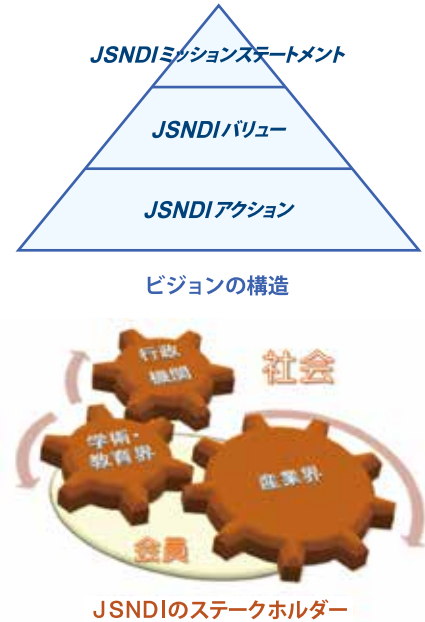 JSNDIミッションステートメント
JSNDIバリュー
JSNDIアクション
ビジョンの構造
行政
機関
社会
学術・
教育界
産業界
会員
JSNDIのステークホルダー